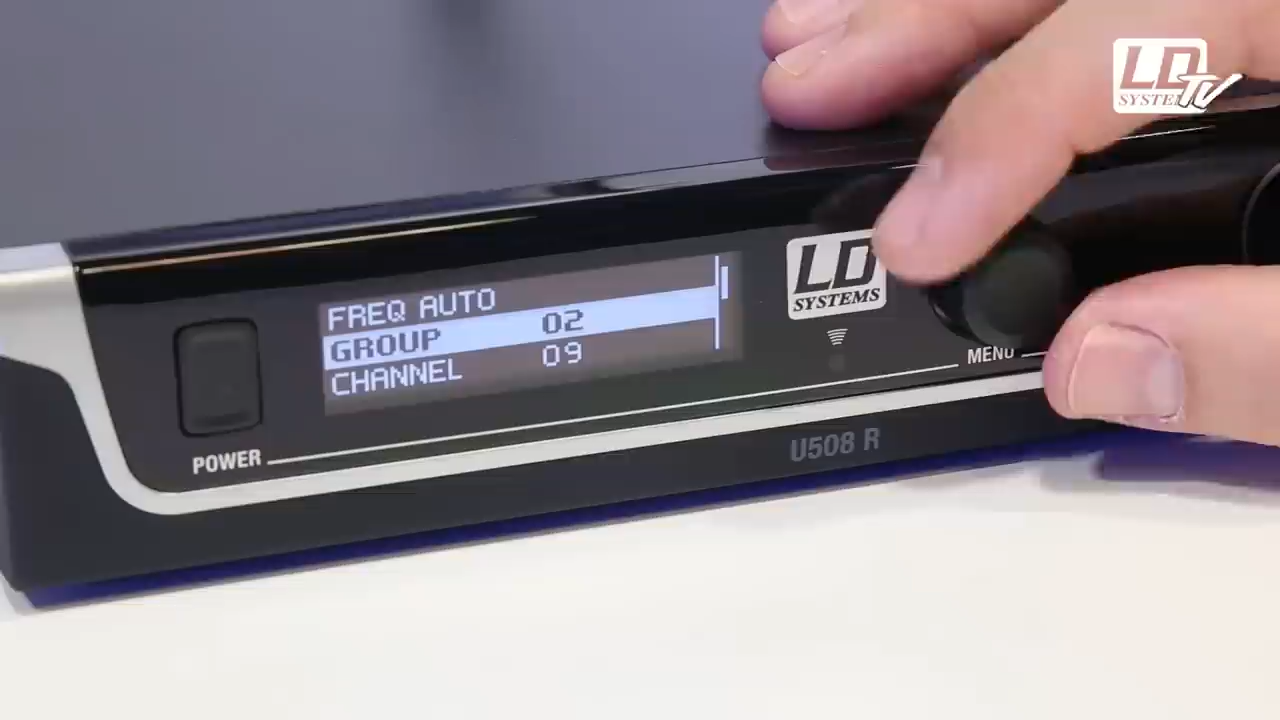 LD
SYSTEMS
TV
FREQ AUTO
GROUP 02
CHANNEL 09
LD
SYSTEMS
MENU
POWER
U508 R